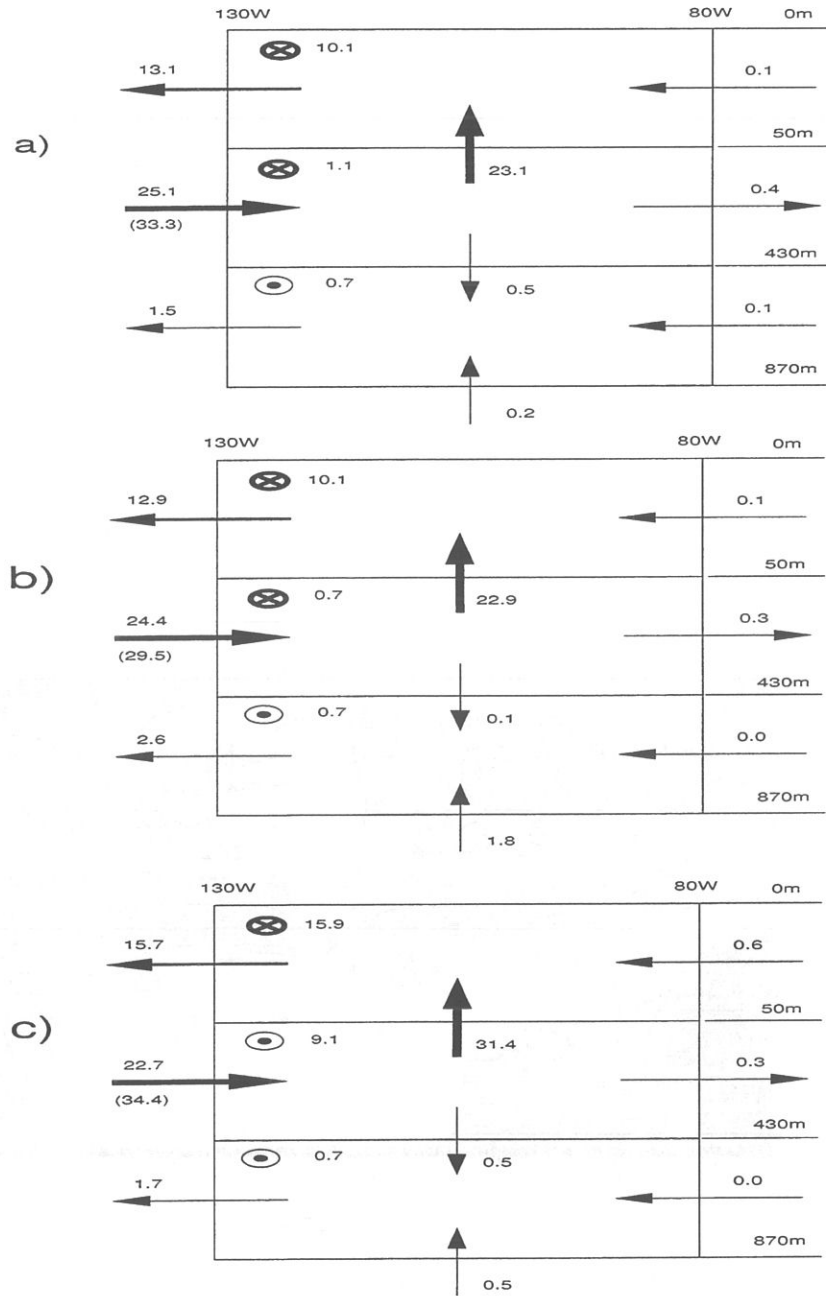 130W 80W 0m
10.1
13.1 0.1
50m
a)
1.1 23.1
25.1 0.4
(33.3)
430m
0.7 0.5
1.5 0.1
870m
0.2
130W 80W 0m
10.1
12.9 0.1
50m
b)
0.7 22.9
24.4 0.3
(29.5)
430m
0.7 0.1
2.6 0.0
870m
1.8
130W 80W 0m
15.9
15.7 0.6
50m
c)
9.1 31.4
22.7 0.3
(34.4)
430m
0.7 0.5
1.7 0.0
870m
0.5